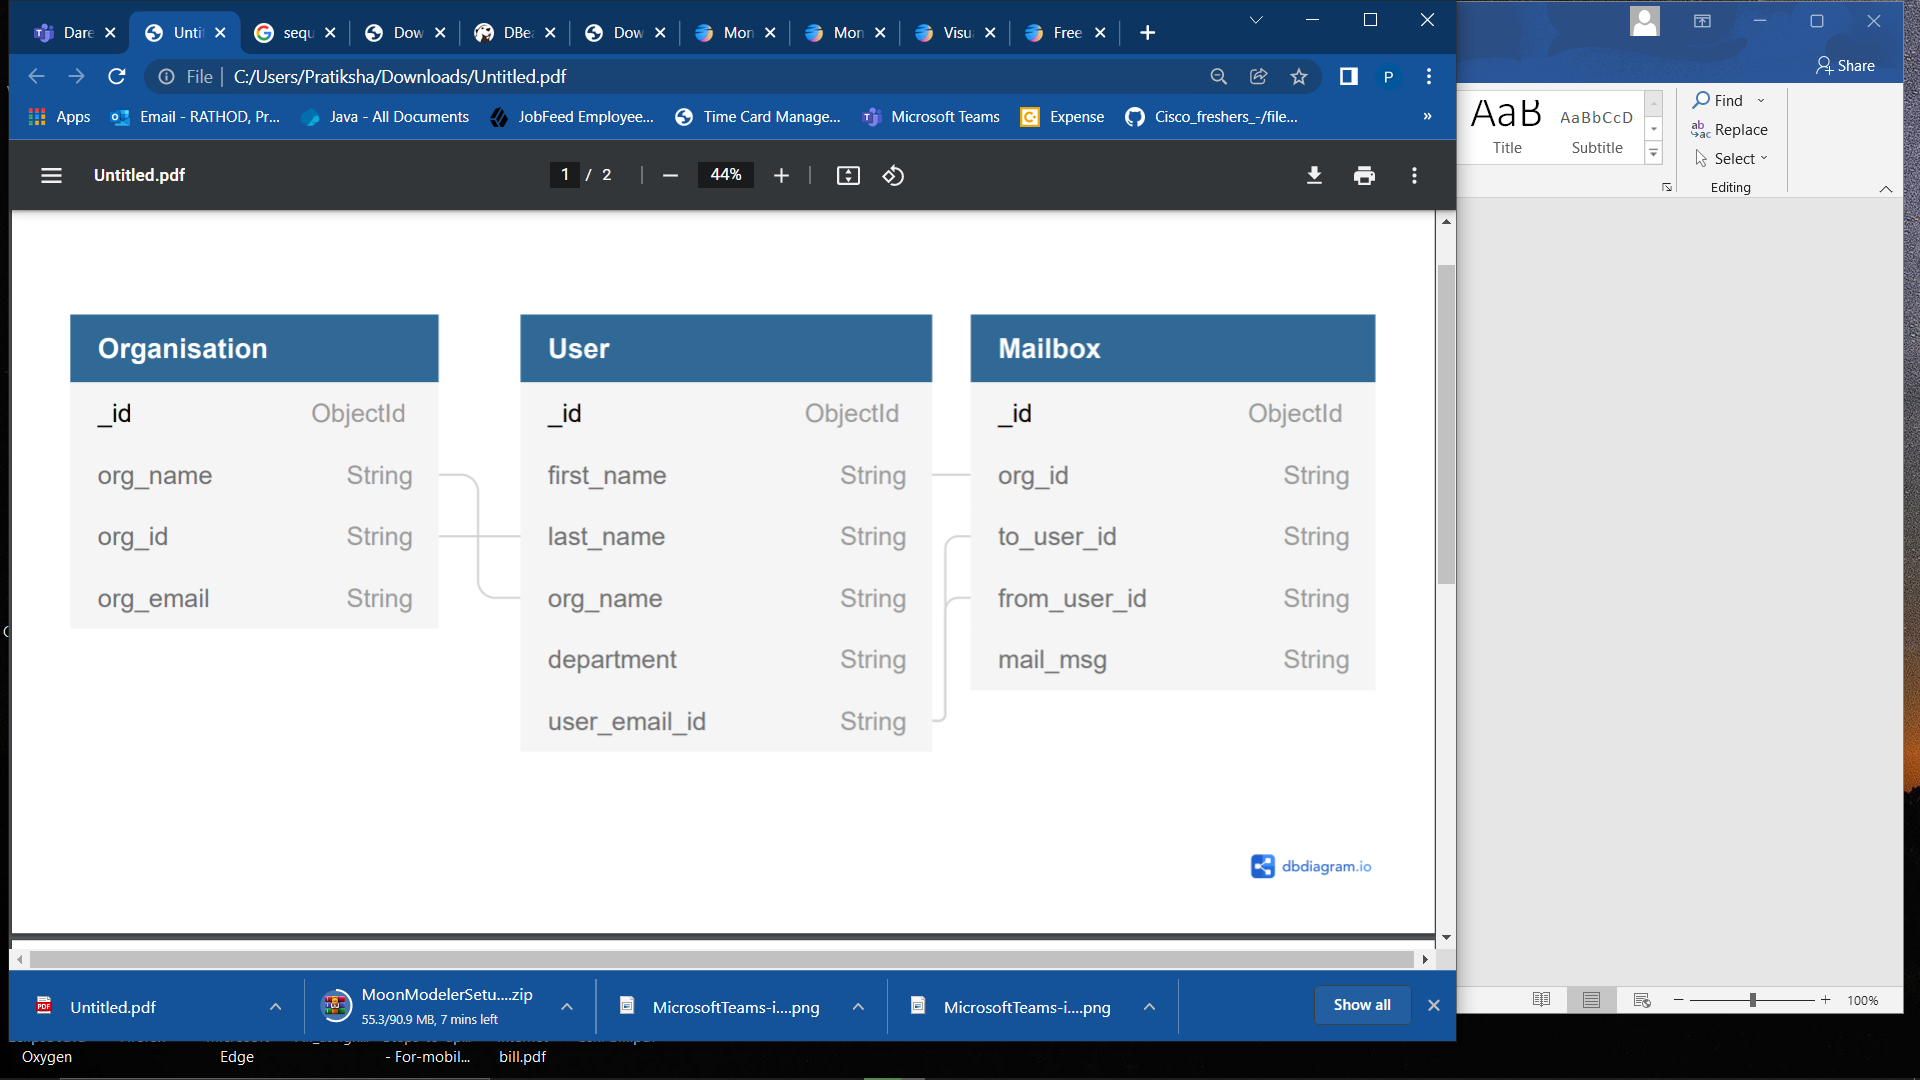 Dare
Unti
sequ
Dow
DBea
Dow
Mon
Mon
Visua
Free
File
C:/Users/Pratiksha/Downloads/Untitled.pdf
P
Apps
Email - RATHOD, Pr...
Java - All Documents
JobFeed Employee...
Time Card Manage...
Microsoft Teams
Expense
Cisco_freshers_-/file...
»
Untitled.pdf
1 / 2
44%
Share
AaB
AaBbCcD
Title
Subtitle
Find
Replace
Select
Editing
Organisation
_id ObjectId
org_name String
org_id String
org_email String
User
_id ObjectId
first_name String
last_name String
org_name String
department String
user_email_id String
Mailbox
_id ObjectId
org_id String
to_user_id String
from_user_id String
mail_msg String
dbdiagram.io
Untitled.pdf
MoonModelerSetu....zip
55.3/90.9 MB, 7 mins left
MicrosoftTeams-i....png
MicrosoftTeams-i....png
Show all
100%
Oxygen
Edge
- For-mobil...
bill.pdf